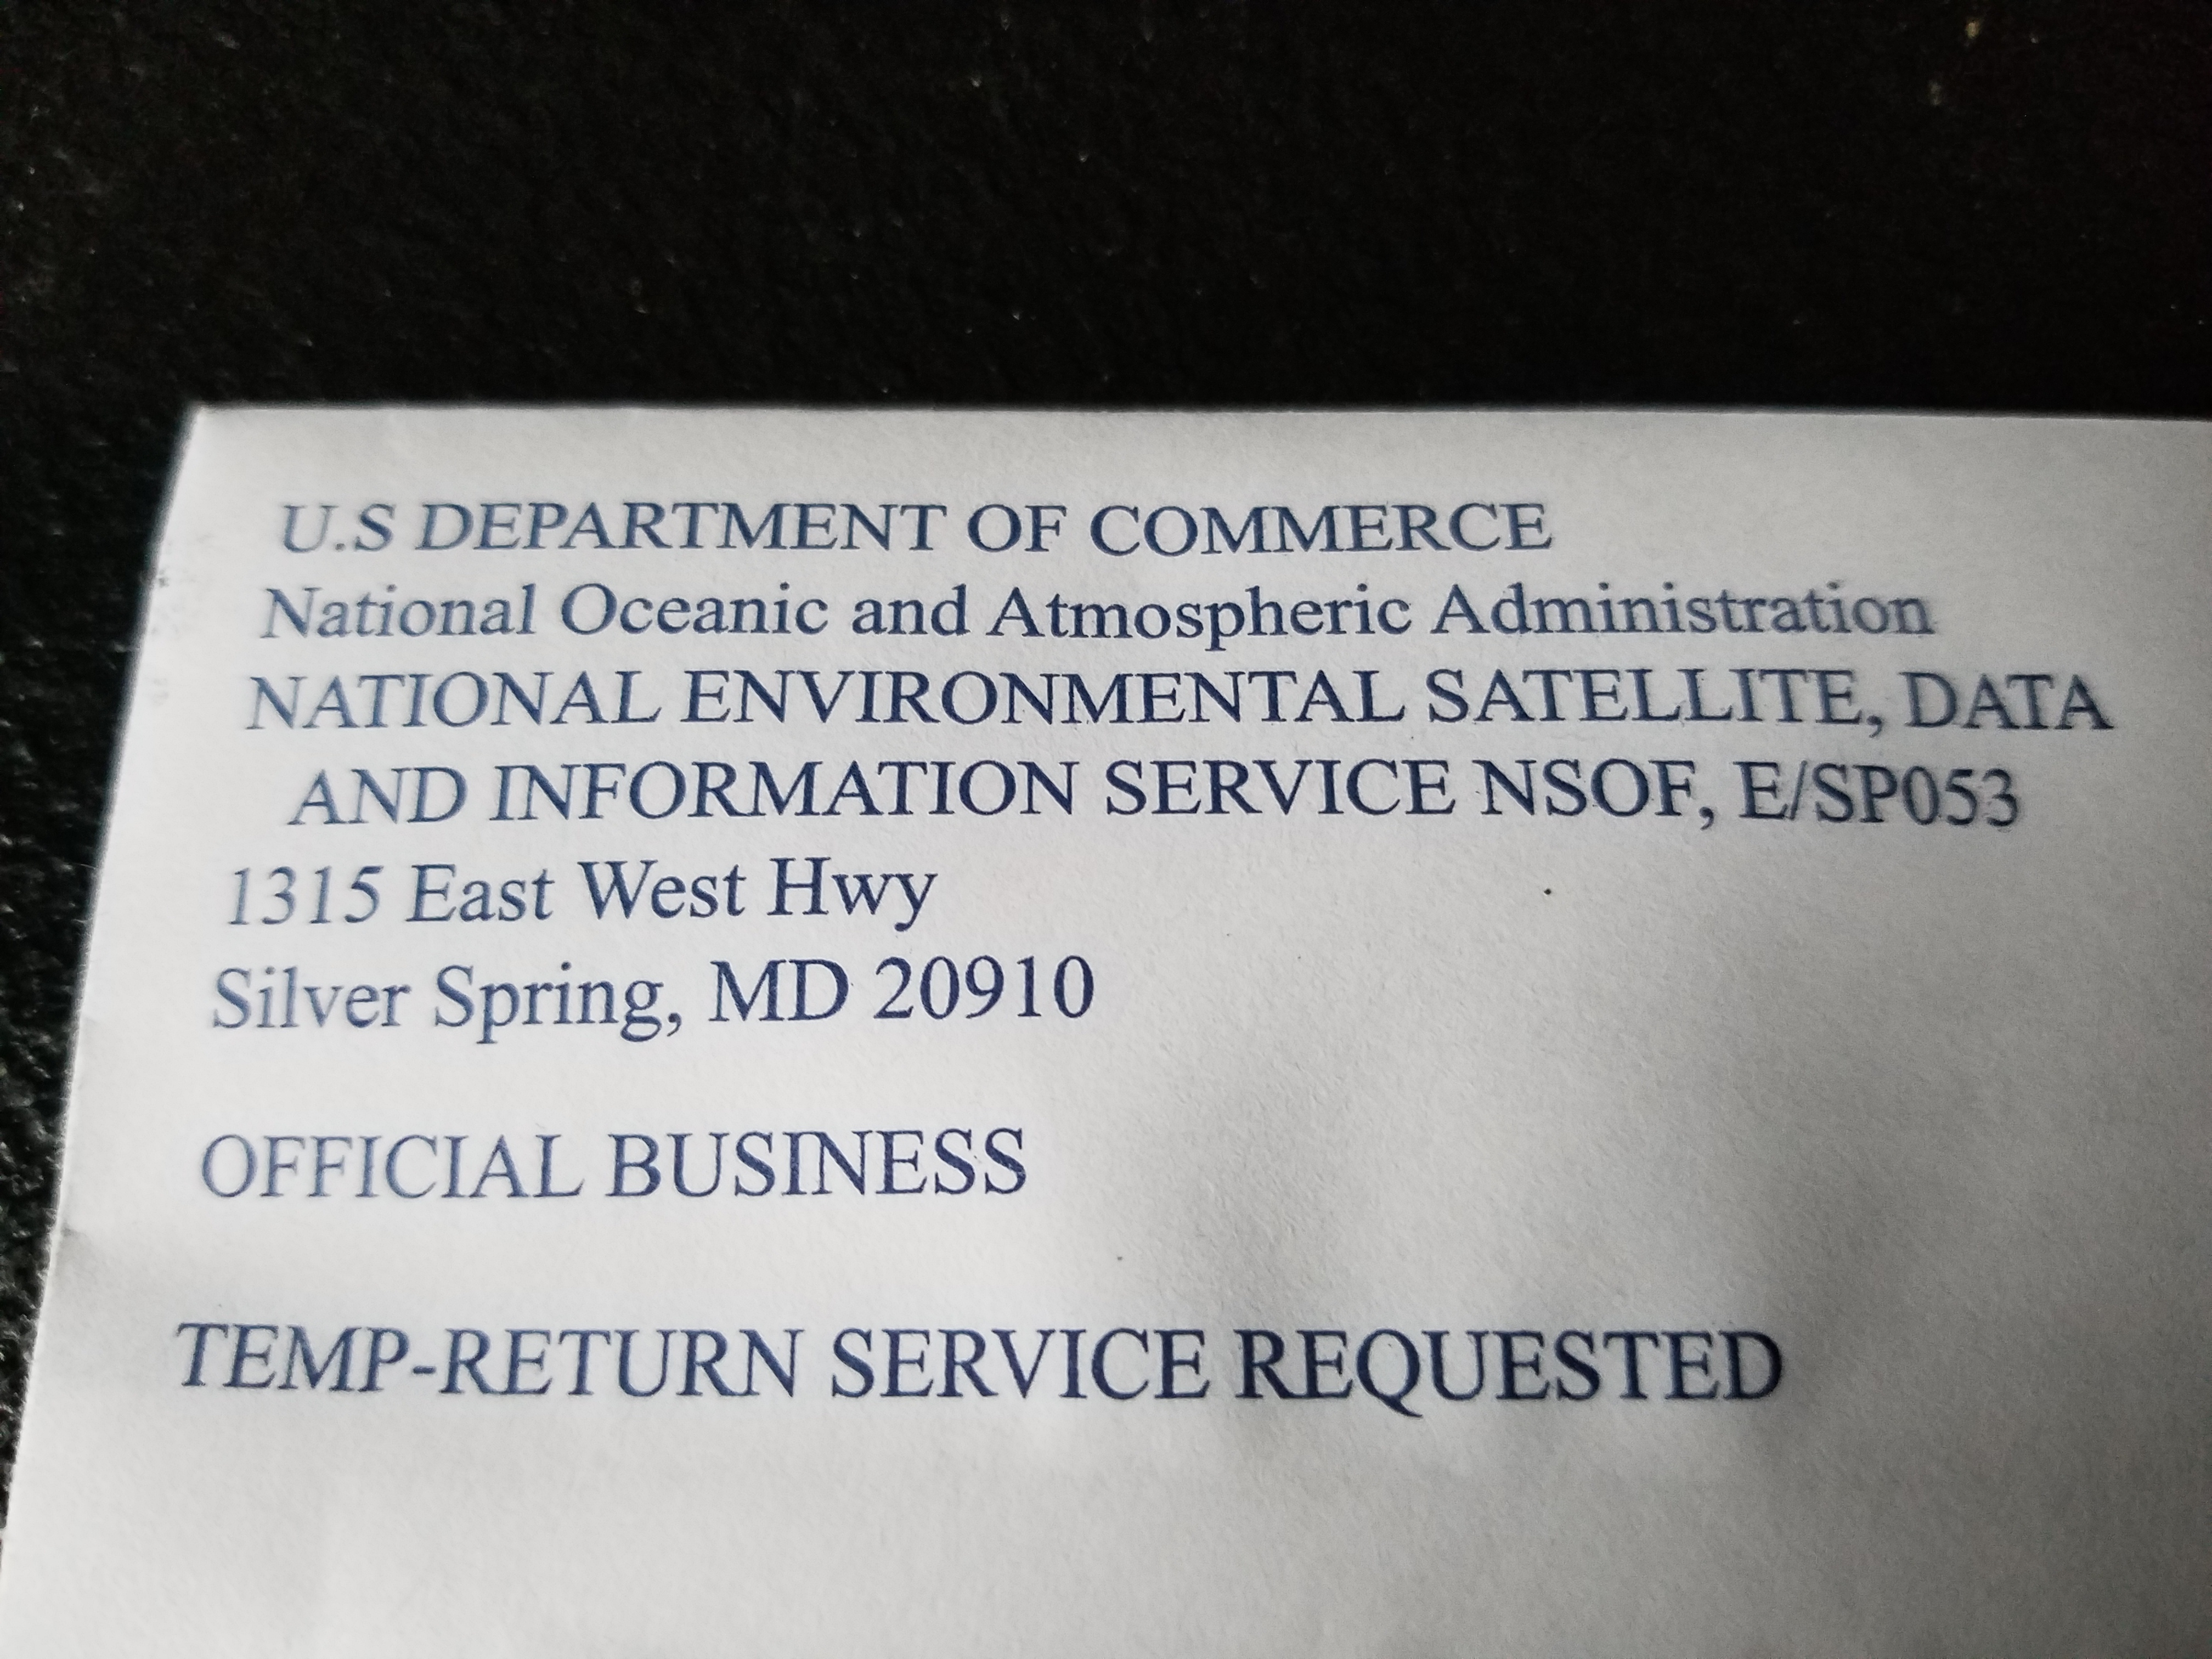 U.S DEPARTMENT OF COMMERCE
National Oceanic and Atmospheric Administration
NATIONAL ENVIRONMENTAL SATELLITE, DATA
AND INFORMATION SERVICE NSOF, E/SP053
1315 East West Hwy
Silver Spring, MD 20910
OFFICIAL BUSINESS
TEMP-RETURN SERVICE REQUESTED